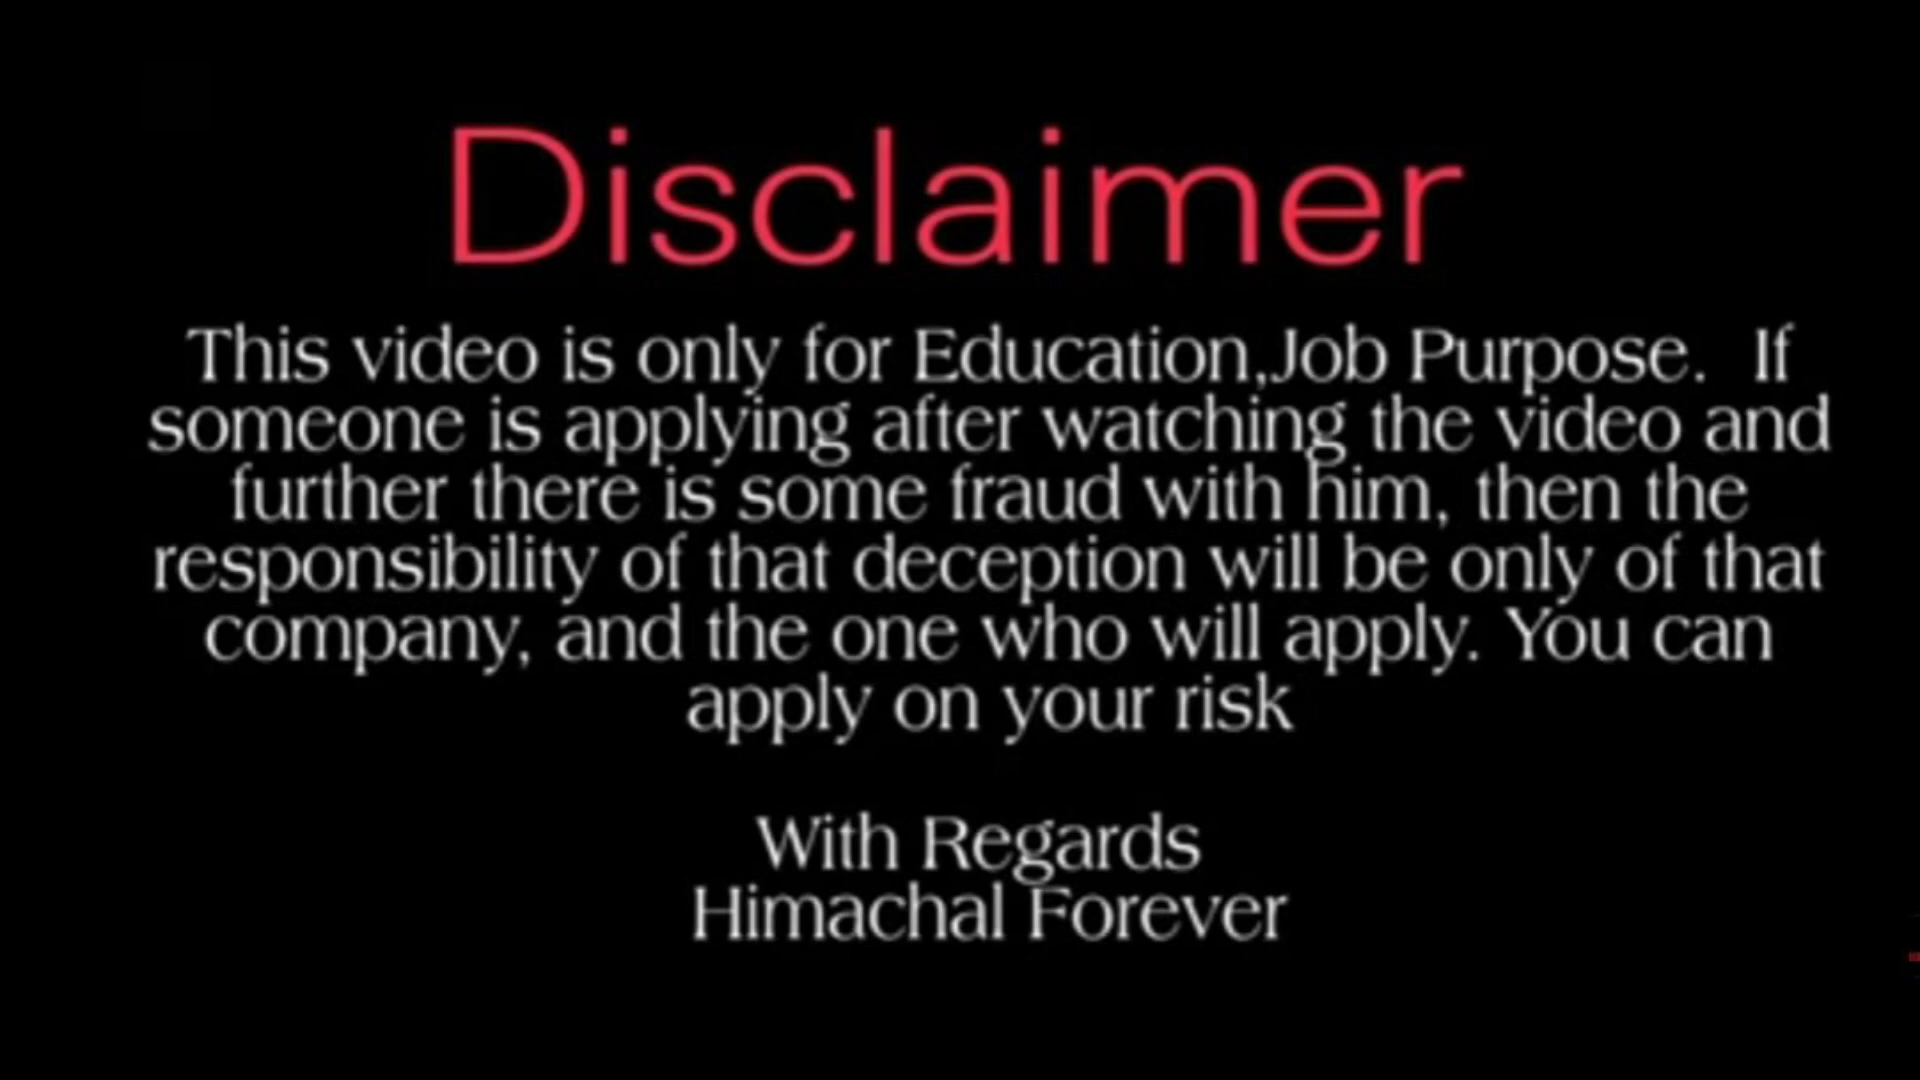 Disclaimer
This video is only for Education,Job Purpose. If
someone is applying after watching the video and
further there is some fraud with him, then the
responsibility of that deception will be only of that
company, and the one who will apply. You can
apply on your risk
With Regards
Himachal Forever